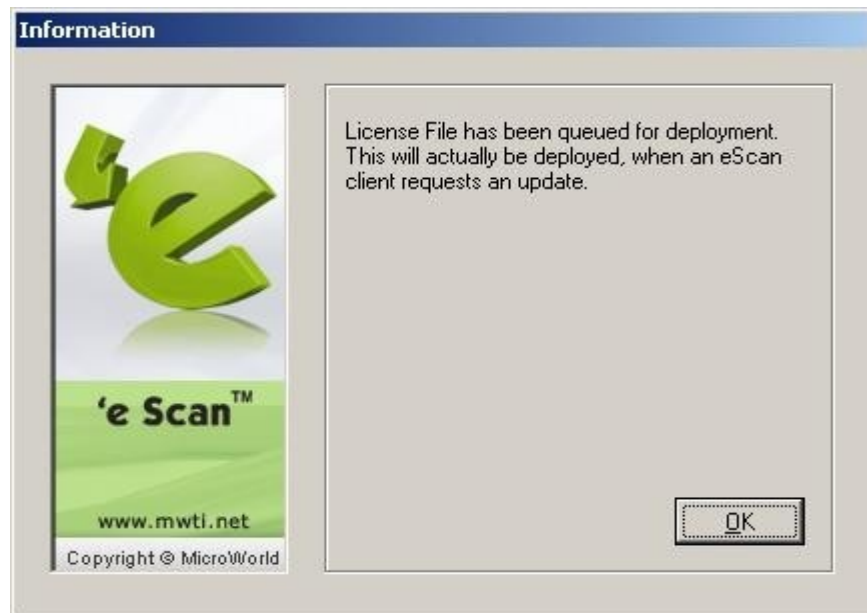 Information
License File has been queued for deployment.
This will actually be deployed, when an eScan
client requests an update.
e
‘e Scan™
www.mwti.net
Copyright © MicroWorld
OK